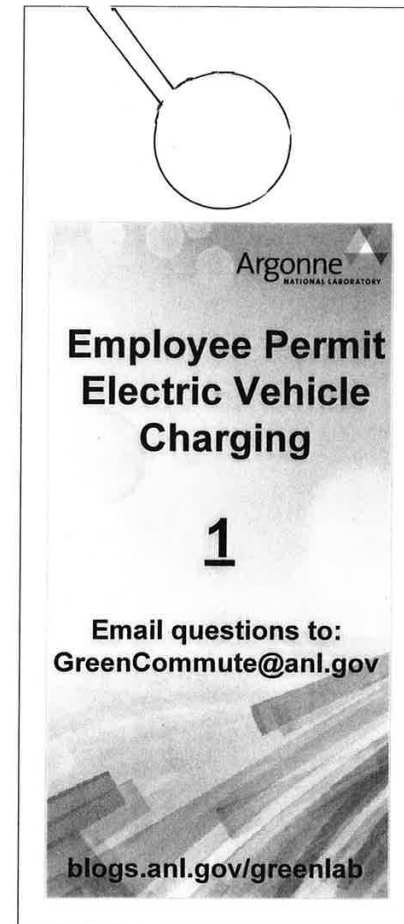 Argonne
NATIONAL LABORATORY
Employee Permit
Electric Vehicle
Charging
1
Email questions to:
GreenCommute@anl.gov
blogs.anl.gov/greenlab